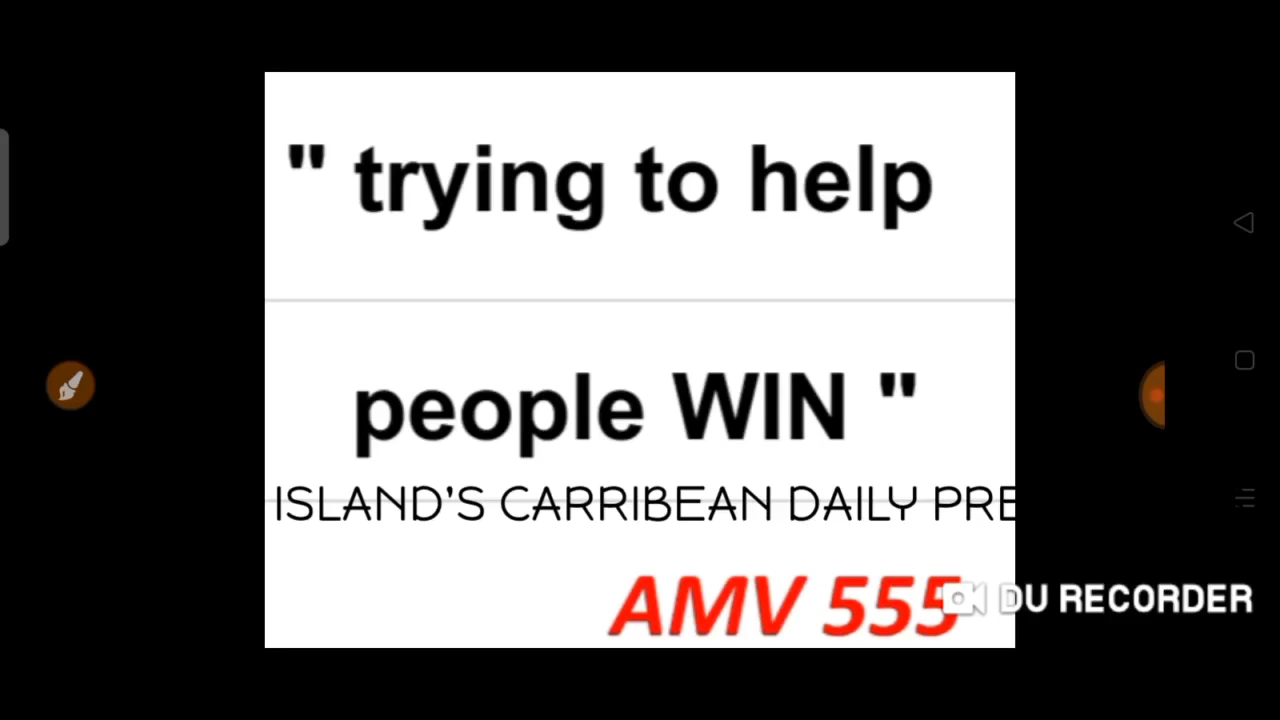 " trying to help
people WIN "
ISLAND'S CARRIBEAN DAILY PRE
AMV 555
DU RECORDER